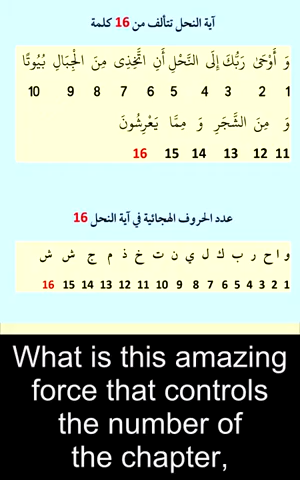 آية النحل تتألف من 16 كلمة
وَ أَوْحَىٰ رَبُّكَ إِلَى النَّحْلِ أَنِ اتَّخِذِي مِنَ الْجِبَالِ بُيُوتًا
1 2 3 4 5 6 7 8 9 10
وَ مِنَ الشَّجَرِ وَ مِمَّا يَعْرِشُونَ
11 12 13 14 15 16
عدد الحروف الهجائية في آية النحل 16
و ا ح ر ب ك ل ي ن ت خ ذ م ج ش ش
1 2 3 4 5 6 7 8 9 10 11 12 13 14 15 16
What is this amazing
force that controls
the number of
the chapter,